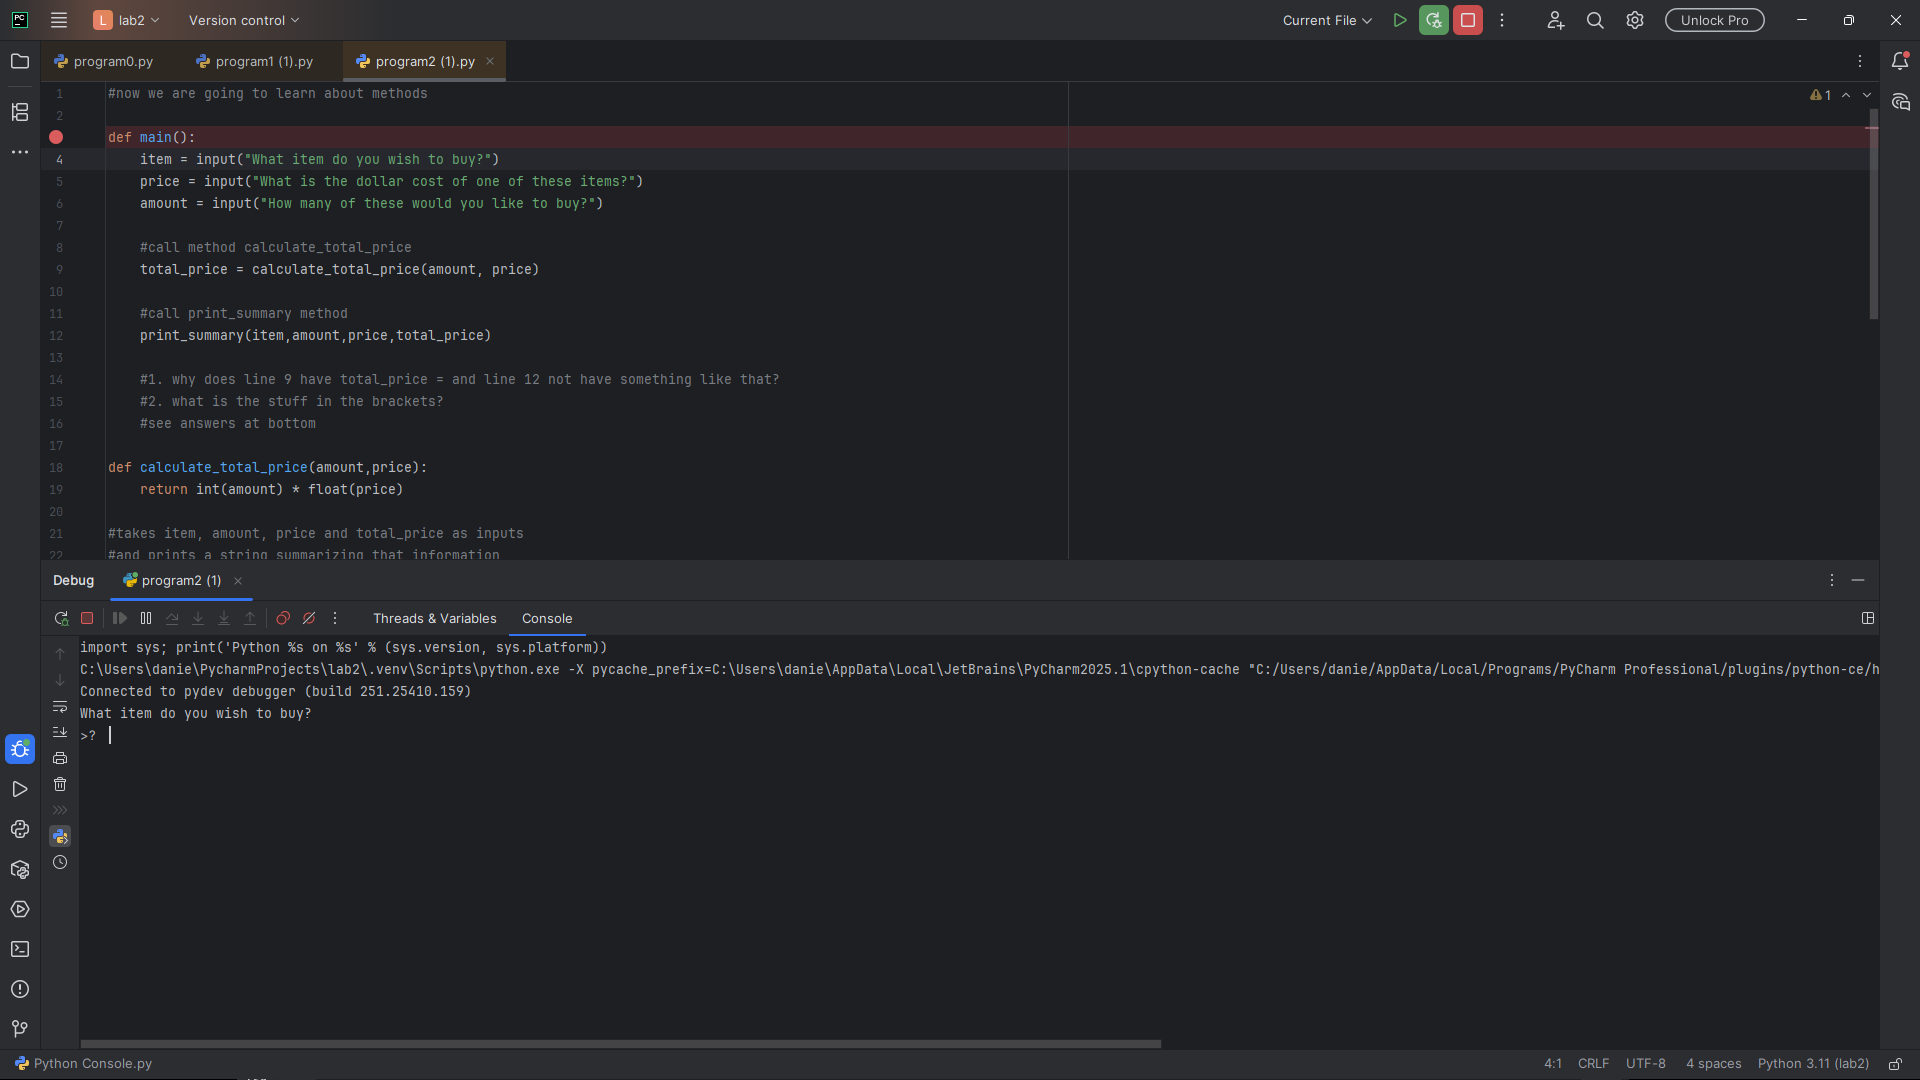 PC
L lab2
Version control
Current File
Unlock Pro
program0.py
program1 (1).py
program2 (1).py
1
1 #now we are going to learn about methods
2
def main():
4 item = input("What item do you wish to buy?")
5 price = input("What is the dollar cost of one of these items?")
6 amount = input("How many of these would you like to buy?")
7
8 #call method calculate_total_price
9 total_price = calculate_total_price(amount, price)
10
11 #call print_summary method
12 print_summary(item,amount,price,total_price)
13
14 #1. why does line 9 have total_price = and line 12 not have something like that?
15 #2. what is the stuff in the brackets?
16 #see answers at bottom
17
18 def calculate_total_price(amount,price):
19 return int(amount) * float(price)
20
21 #takes item, amount, price and total_price as inputs
22 #and prints a string summarizing that information
Debug
program2 (1)
Threads & Variables
Console
import sys; print('Python %s on %s' % (sys.version, sys.platform))
C:\Users\danie\PycharmProjects\lab2\.venv\Scripts\python.exe -X pycache_prefix=C:\Users\danie\AppData\Local\JetBrains\PyCharm2025.1\cpython-cache "C:/Users/danie/AppData/Local/Programs/PyCharm Professional/plugins/python-ce/h
Connected to pydev debugger (build 251.25410.159)
What item do you wish to buy?
>?
Python Console.py
4:1
CRLF
UTF-8
4 spaces
Python 3.11 (lab2)